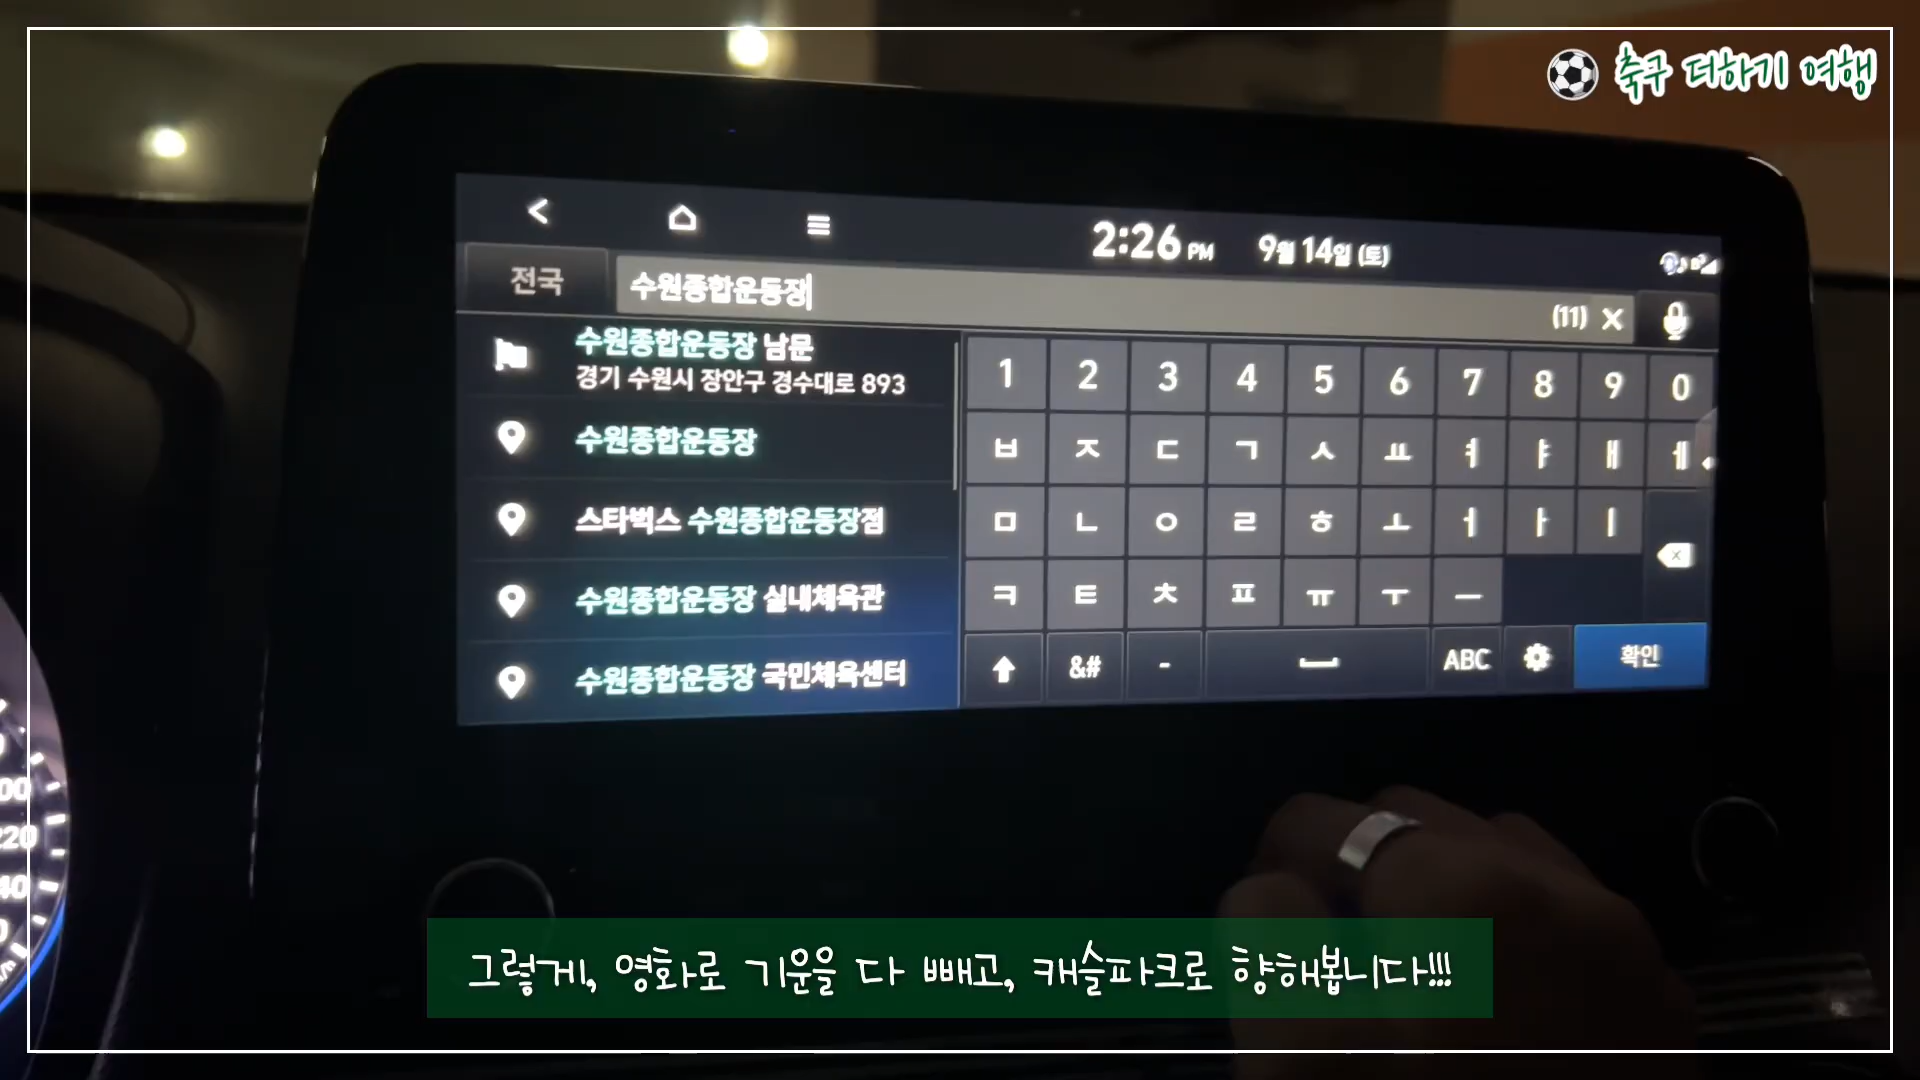 축구 더하기 여행
2:26 PM 9월 14일 (토)
전국 수원종합운동장 (11)
수원종합운동장 남문
경기 수원시 장안구 경수대로 893
수원종합운동장
스타벅스 수원종합운동장점
수원종합운동장 실내체육관
수원종합운동장 국민체육센터
1 2 3 4 5 6 7 8 9 0
ㅂ ㅈ ㄷ ㄱ ㅅ ㅛ ㅕ ㅑ ㅐ ㅔ
ㅁ ㄴ ㅇ ㄹ ㅎ ㅗ ㅓ ㅏ ㅣ
ㅋ ㅌ ㅊ ㅍ ㅠ ㅜ ㅡ
&# - ABC 확인
220
그렇게, 영화로 기운을 다 빼고, 캐슬파크로 향해봅니다!!!